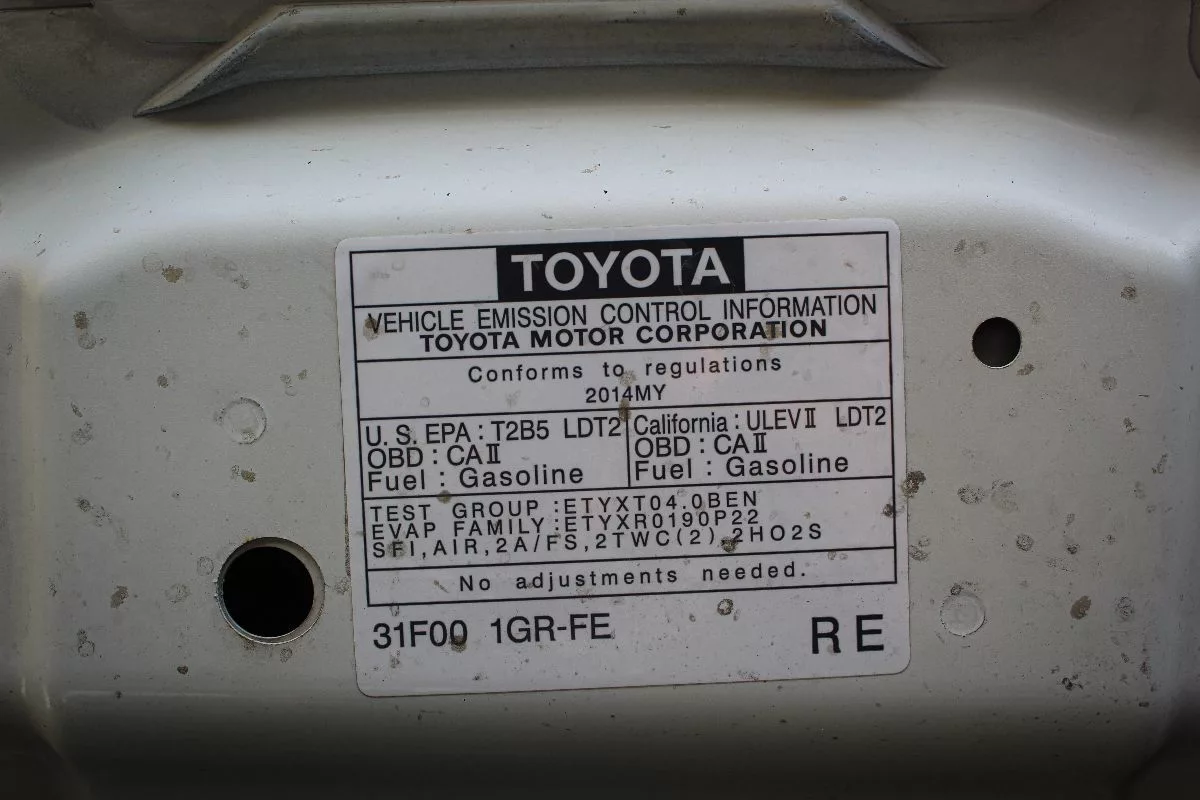 TOYOTA
VEHICLE EMISSION CONTROL INFORMATION
TOYOTA MOTOR CORPORATION
Conforms to regulations
2014MY
U.S. EPA : T2B5 LDT2
OBD : CAⅡ
Fuel : Gasoline
California : ULEVⅡ LDT2
OBD : CAⅡ
Fuel : Gasoline
TEST GROUP :ETYXT04.0BEN
EVAP FAMILY:ETYXR0190P22
SFI,AIR,2A/FS,2TWC(2),2HO2S
No adjustments needed.
31F00 1GR-FE
RE